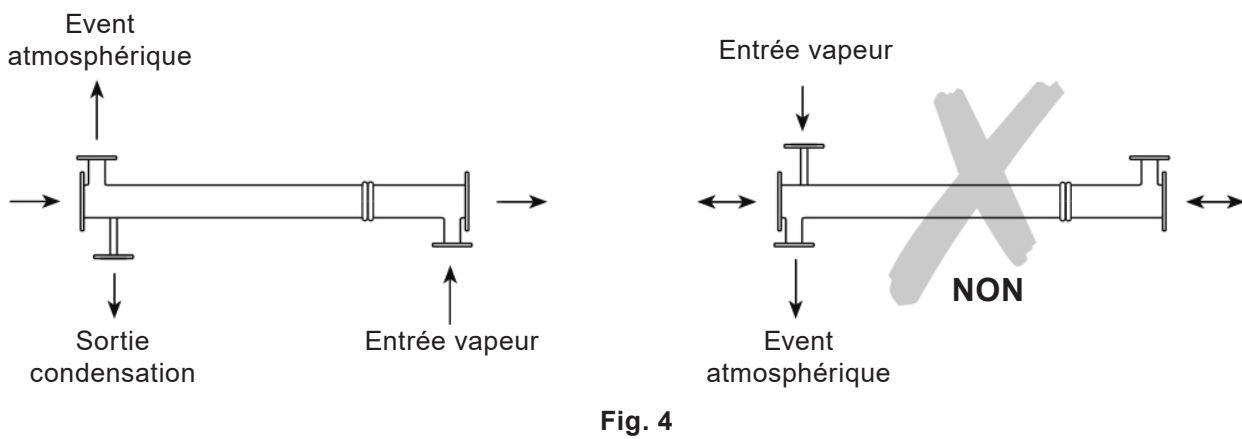 Event
atmosphérique
Sortie
condensation
Entrée vapeur
Entrée vapeur
NON
Event
atmosphérique
Fig. 4